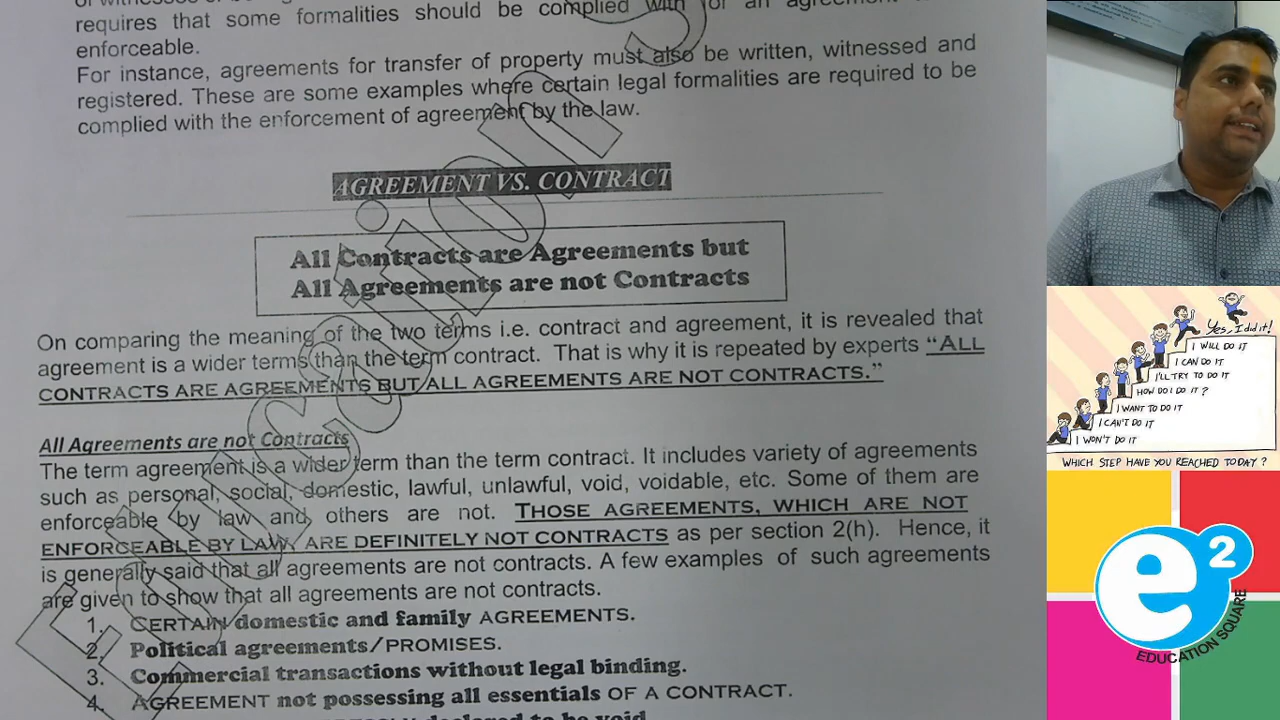 requires that some formalities should be complied with for an agreement
enforceable.
For instance, agreements for transfer of property must also be written, witnessed and
registered. These are some examples where certain legal formalities are required to be
complied with the enforcement of agreement by the law.
AGREEMENT VS. CONTRACT
All Contracts are Agreements but
All Agreements are not Contracts
On comparing the meaning of the two terms i.e. contract and agreement, it is revealed that
agreement is a wider terms than the term contract. That is why it is repeated by experts "ALL
CONTRACTS ARE AGREEMENTS BUT ALL AGREEMENTS ARE NOT CONTRACTS."
All Agreements are not Contracts
The term agreement is a wider term than the term contract. It includes variety of agreements
such as personal, social, domestic, lawful, unlawful, void, voidable, etc. Some of them are
enforceable by law and others are not. THOSE AGREEMENTS, WHICH ARE NOT
ENFORCEABLE BY LAW, ARE DEFINITELY NOT CONTRACTS as per section 2(h). Hence, it
is generally said that all agreements are not contracts. A few examples of such agreements
are given to show that all agreements are not contracts.
1. CERTAIN domestic and family AGREEMENTS.
2. Political agreements/PROMISES.
3. Commercial transactions without legal binding.
4. AGREEMENT not possessing all essentials OF A CONTRACT.
declared to be void
Yes, I did it!
I WILL DO IT
I CAN DO IT
I'LL TRY TO DO IT
HOW DO I DO IT?
I WANT TO DO IT
I CAN'T DO IT
I WON'T DO IT
WHICH STEP HAVE YOU REACHED TODAY?
e2
EDUCATION SQUARE